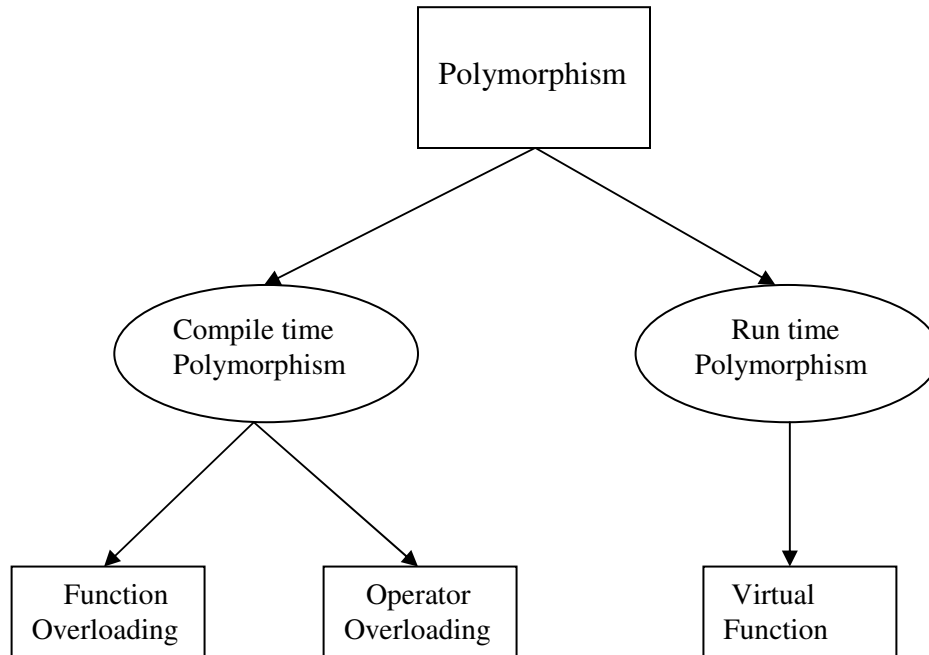 Polymorphism
Compile time
Polymorphism
Run time
Polymorphism
Function
Overloading
Operator
Overloading
Virtual
Function